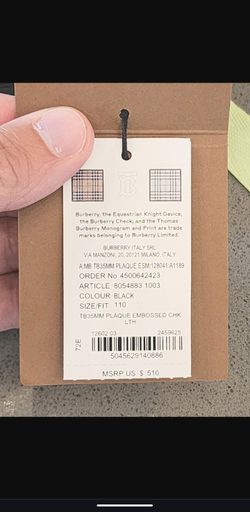 Burberry, the Equestrian Knight Device,
the Burberry Check, and the Thomas
Burberry Monogram and Print are trade
marks belonging to Burberry Limited.
BURBERRY ITALY SRL
VIA MANZONI, 20, 20121 MILANO, ITALY
A:MB TB35MM PLAQUE ESM:128041:A1189
ORDER No 4500642423
ARTICLE 8054883 1003
COLOUR BLACK
SIZE/FIT: 110
TB35MM PLAQUE EMBOSSED CHK
LTH
12602 03 2459625
72E
5045629140886
MSRP US $ 510